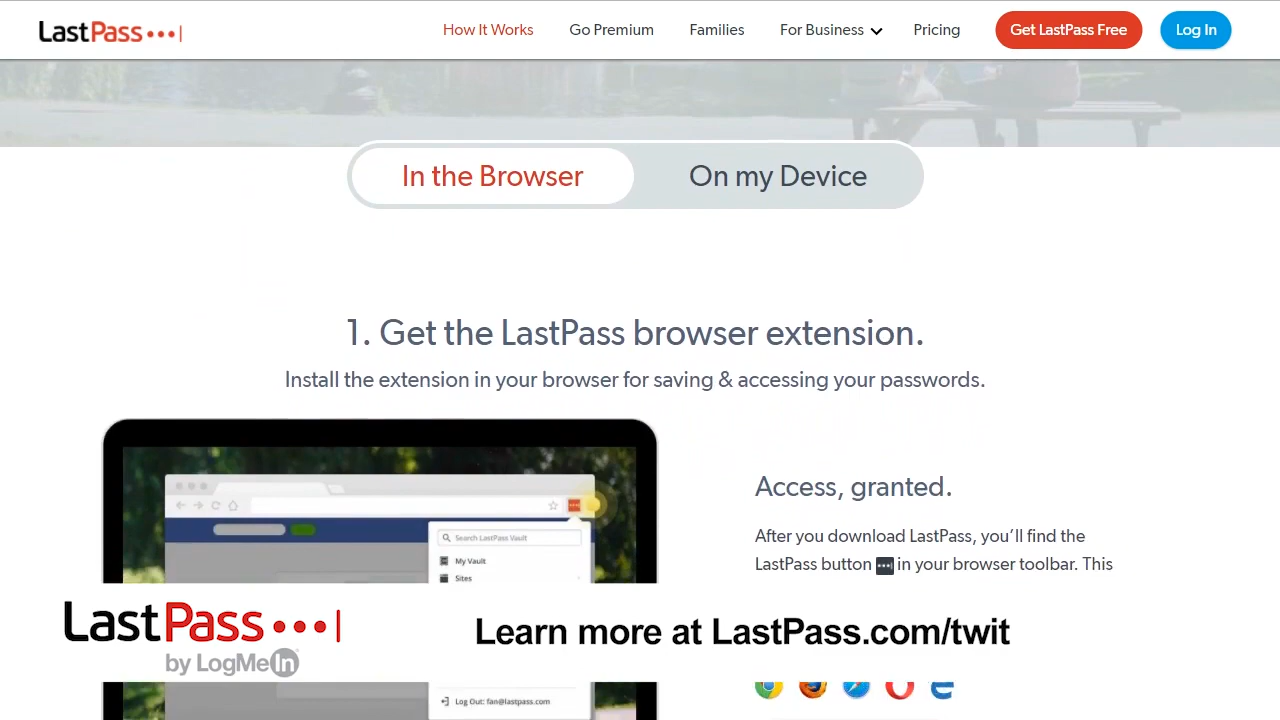 LastPass
How It Works
Go Premium
Families
For Business
Pricing
Get LastPass Free
Log In
In the Browser
On my Device
1. Get the LastPass browser extension.
Install the extension in your browser for saving & accessing your passwords.
Search LastPass Vault
My Vault
Sites
Access, granted.
After you download LastPass, you’ll find the
LastPass button in your browser toolbar. This
LastPass
by LogMeIn
Learn more at LastPass.com/twit
Log Out: fan@lastpass.com